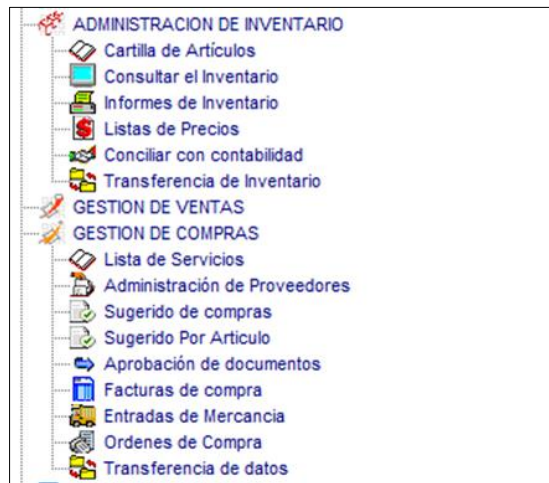 ADMINISTRACION DE INVENTARIO
Cartilla de Artículos
Consultar el Inventario
Informes de Inventario
Listas de Precios
Conciliar con contabilidad
Transferencia de Inventario
GESTION DE VENTAS
GESTION DE COMPRAS
Lista de Servicios
Administración de Proveedores
Sugerido de compras
Sugerido Por Articulo
Aprobación de documentos
Facturas de compra
Entradas de Mercancia
Ordenes de Compra
Transferencia de datos